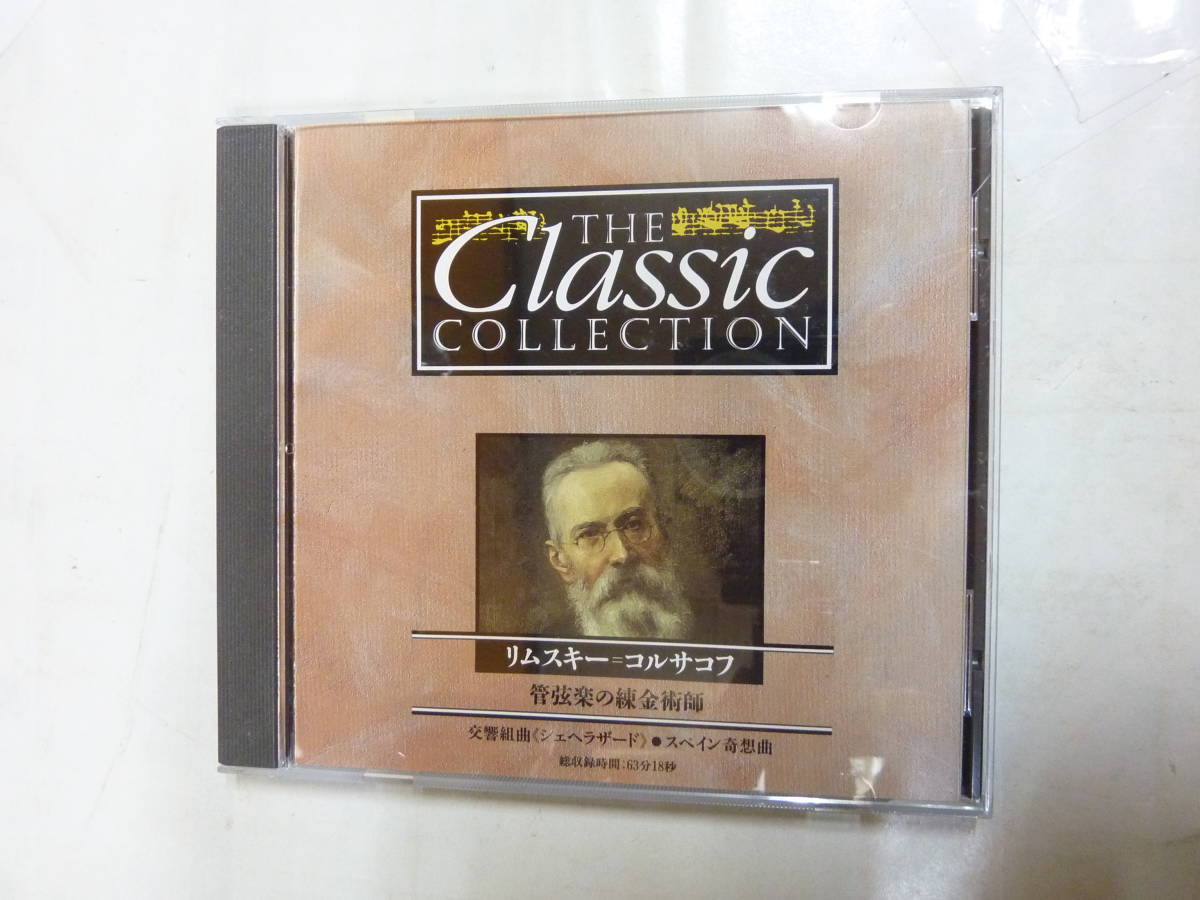 THE
Classic
COLLECTION
リムスキー=コルサコフ
管弦楽の錬金術師
交響組曲《シェヘラザード》●スペイン奇想曲
総収録時間:63分18秒